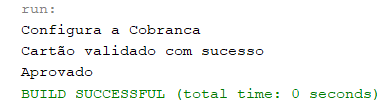 run:
Configura a Cobranca
Cartão validado com sucesso
Aprovado
BUILD SUCCESSFUL (total time: 0 seconds)